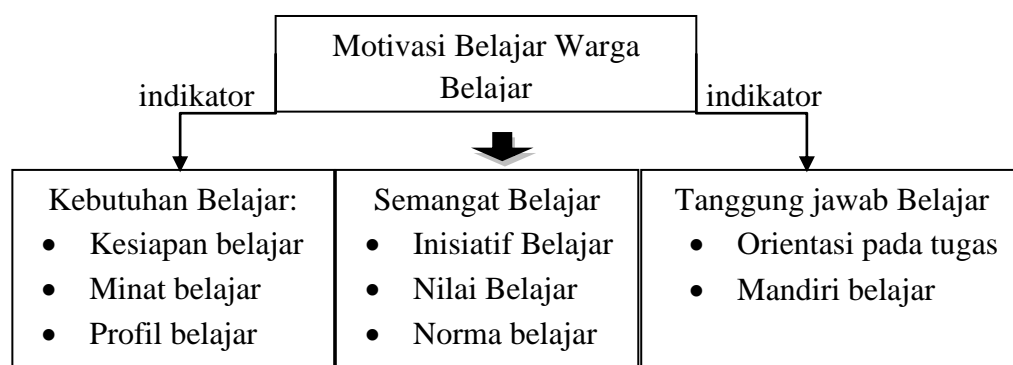 Motivasi Belajar Warga
Belajar
indikator
indikator
Kebutuhan Belajar:
• Kesiapan belajar
• Minat belajar
• Profil belajar
Semangat Belajar
• Inisiatif Belajar
• Nilai Belajar
• Norma belajar
Tanggung jawab Belajar
• Orientasi pada tugas
• Mandiri belajar